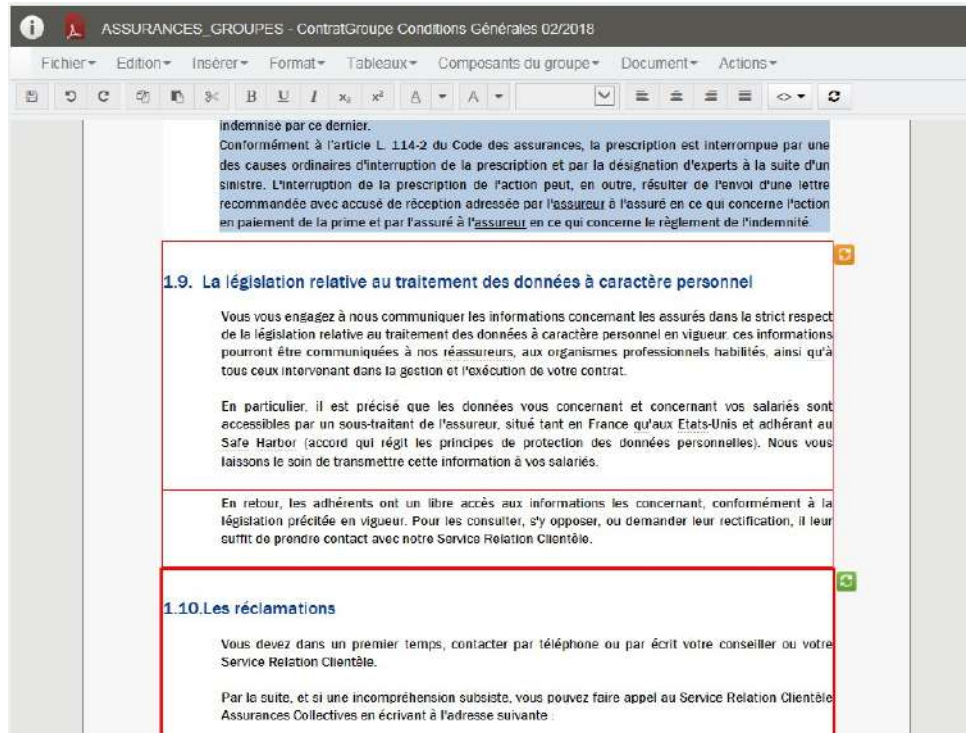 ASSURANCES_GROUPES - ContratGroupe Conditions Générales 02/2018
Fichier Edition Insérer Format Tableaux Composants du groupe Document Actions
B U I x₂ x² A A
indemnisé par ce dernier.
Conformément à l'article L. 114-2 du Code des assurances, la prescription est interrompue par une
des causes ordinaires d'interruption de la prescription et par la désignation d'experts à la suite d'un
sinistre. L'interruption de la prescription de l'action peut, en outre, résulter de l'envoi d'une lettre
recommandée avec accusé de réception adressée par l'assureur à l'assuré en ce qui concerne l'action
en paiement de la prime et par l'assuré à l'assureur en ce qui concerne le règlement de l'indemnité.
1.9. La législation relative au traitement des données à caractère personnel
Vous vous engagez à nous communiquer les informations concernant les assurés dans la strict respect
de la législation relative au traitement des données à caractère personnel en vigueur. ces informations
pourront être communiquées à nos réassureurs, aux organismes professionnels habilités, ainsi qu'à
tous ceux intervenant dans la gestion et l'exécution de votre contrat.
En particulier, il est précisé que les données vous concernant et concernant vos salariés sont
accessibles par un sous-traitant de l'assureur, situé tant en France qu'aux Etats-Unis et adhérant au
Safe Harbor (accord qui régit les principes de protection des données personnelles). Nous vous
laissons le soin de transmettre cette information à vos salariés.
En retour, les adhérents ont un libre accès aux informations les concernant, conformément à la
législation précitée en vigueur. Pour les consulter, s'y opposer, ou demander leur rectification, il leur
suffit de prendre contact avec notre Service Relation Clientèle.
1.10.Les réclamations
Vous devez dans un premier temps, contacter par téléphone ou par écrit votre conseiller ou votre
Service Relation Clientèle.
Par la suite, et si une incompréhension subsiste, vous pouvez faire appel au Service Relation Clientèle
Assurances Collectives en écrivant à l'adresse suivante :